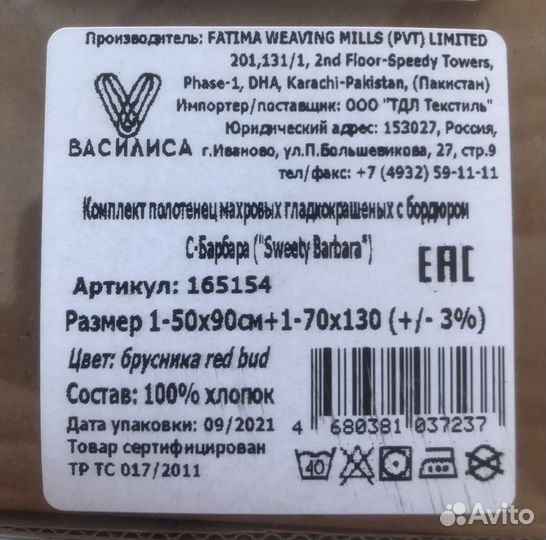 Производитель: FATIMA WEAVING MILLS (PVT) LIMITED
201,131/1, 2nd Floor-Speedy Towers,
Phase-1, DHA, Karachi-Pakistan, (Пакистан)
Импортер/поставщик: ООО "ТДЛ Текстиль"
Юридический адрес: 153027, Россия,
ВАСИЛИСА
г.Иваново, ул.П.Большевикова, 27, стр.9
тел/факс: +7 (4932) 59-11-11
Комплект полотенец махровых гладкокрашеных с бордюром
С-Барбара ("Sweety Barbara")
EAC
Артикул: 165154
Размер 1-50х90см+1-70х130 (+/- 3%)
Цвет: брусника red bud
Состав: 100% хлопок
Дата упаковки: 09/2021
4 680381 037237
Товар сертифицирован
ТР ТС 017/2011
40
Avito